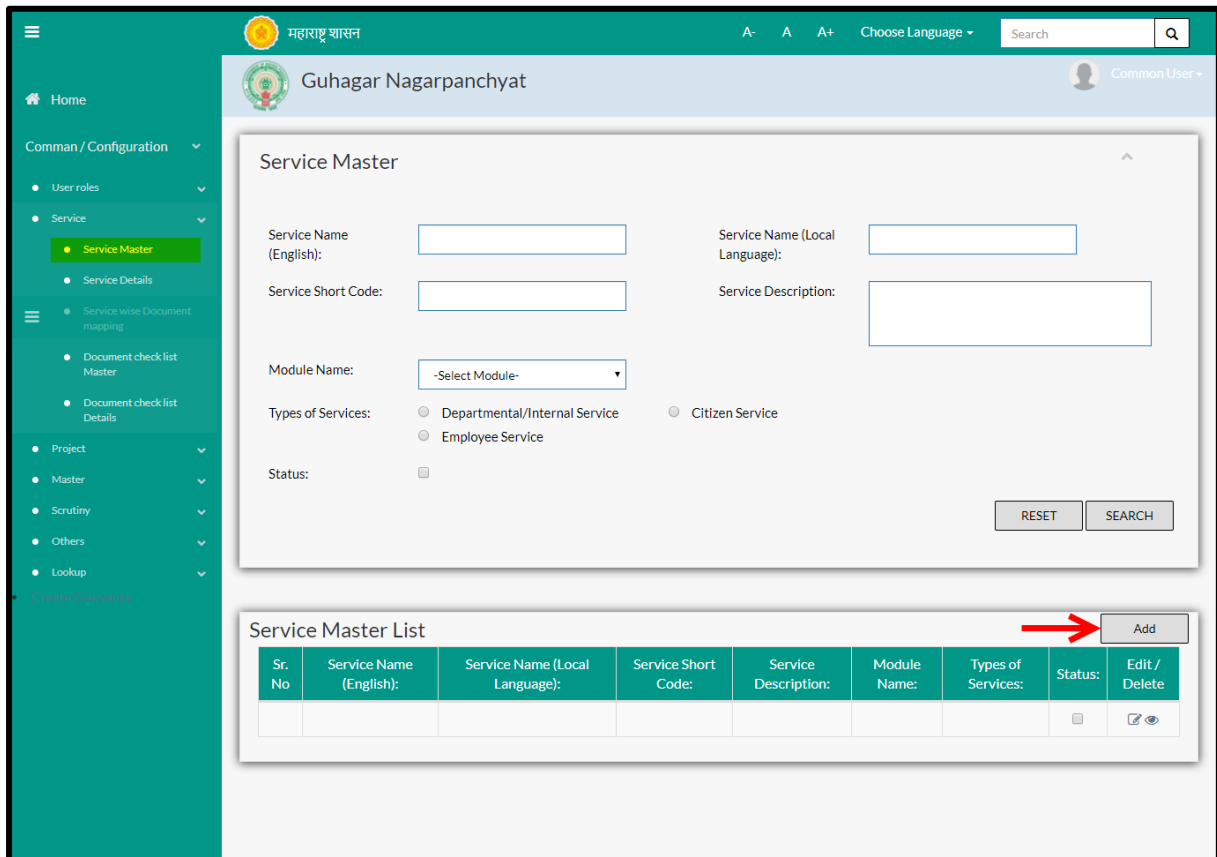 महाराष्ट्र शासन
A- A A+ Choose Language Search
Guhagar Nagarpanchyat
Common User
Home
Comman / Configuration
User roles
Service
Service Master
Service Details
Service wise Document
mapping
Document check list
Master
Document check list
Details
Project
Master
Scrutiny
Others
Lookup
Service Master
Service Name
(English):
Service Name (Local
Language):
Service Short Code:
Service Description:
Module Name:
-Select Module-
Types of Services:
Departmental/Internal Service
Citizen Service
Employee Service
Status:
RESET SEARCH
Service Master List
Add
Sr.
No
Service Name
(English):
Service Name (Local
Language):
Service Short
Code:
Service
Description:
Module
Name:
Types of
Services:
Status:
Edit /
Delete